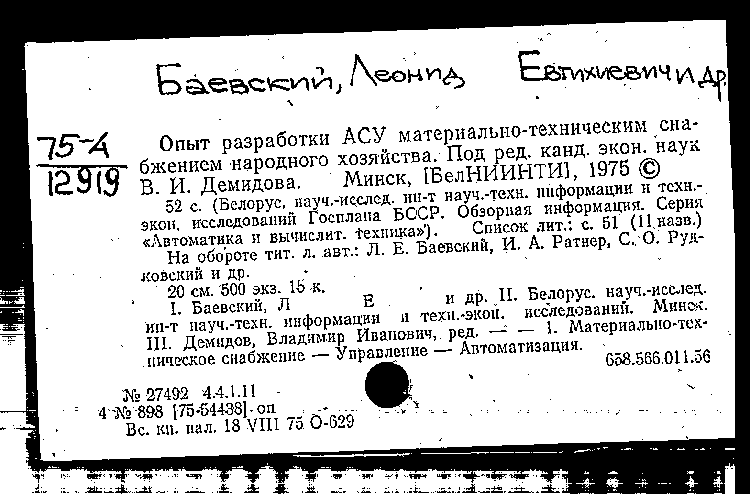 Баевский, Леонид Евтихиевич и др.
75-4
12919
Опыт разработки АСУ материально-техническим сна-
бжением народного хозяйства. Под ред. канд. экон. наук
В. И. Демидова. Минск, [БелНИИНТИ], 1975 ©
52 с. (Белорус. науч.-исслед. ин-т науч.-техн. информации и техн.-
экон. исследований Госплана БССР. Обзорная информация. Серия
«Автоматика и вычислит. техника»). Список лит.: с. 51 (11 назв.)
На обороте тит. л. авт.: Л. Е. Баевский, И. А. Ратнер, С. О. Руд-
ковский и др.
20 см. 500 экз. 15 к.
I. Баевский, Л Е и др. II. Белорус. науч.-исслед.
ин-т науч.-техн. информации и техн.-экон. исследований. Минск.
III. Демидов, Владимир Иванович, ред. — — 1. Материально-тех-
ническое снабжение — Управление — Автоматизация.
658.566.011.56
№ 27492 4.4.1.11
4 № 898 [75-54438] оп
Вс. кн. пал. 18 VIII 75 О-629